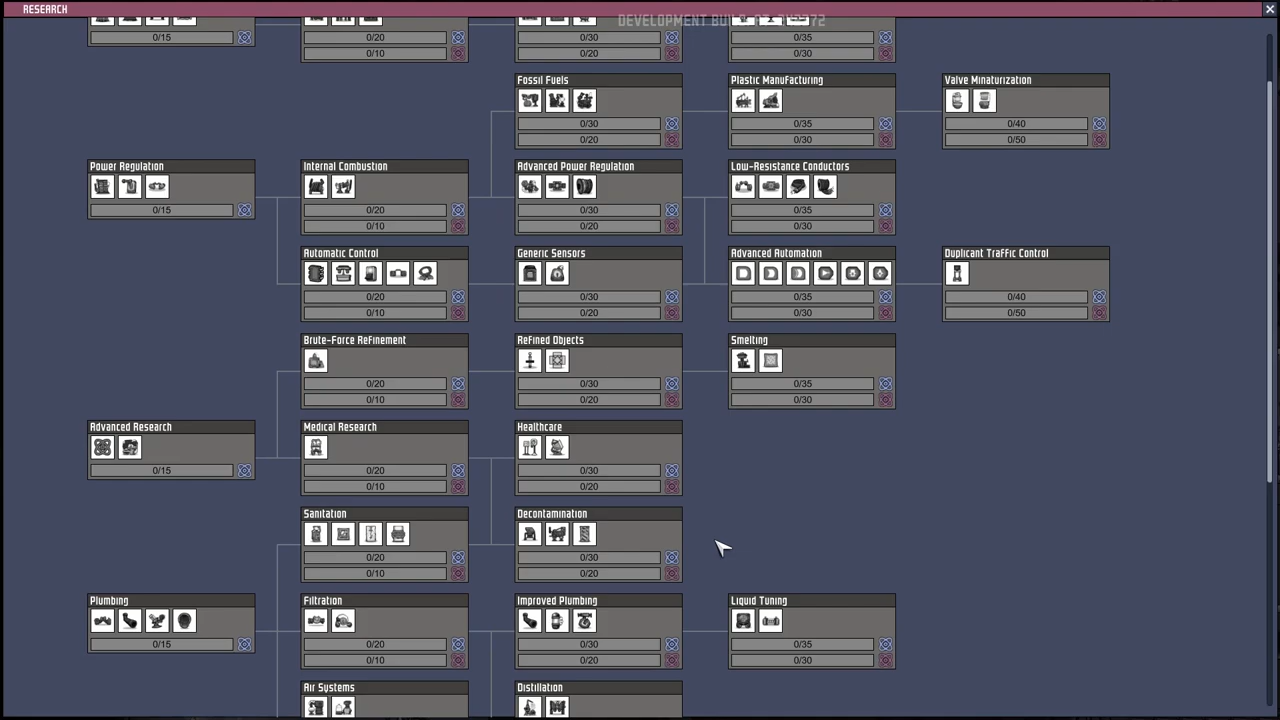 RESEARCH
0/15
0/20
0/10
0/30
0/20
0/35
0/30
Fossil Fuels
0/30
0/20
Plastic Manufacturing
0/35
0/30
Valve Minaturization
0/40
0/50
Power Regulation
0/15
Internal Combustion
0/20
0/10
Advanced Power Regulation
0/30
0/20
Low-Resistance Conductors
0/35
0/30
Automatic Control
0/20
0/10
Generic Sensors
0/30
0/20
Advanced Automation
0/35
0/30
Duplicant Traffic Control
0/40
0/50
Brute-Force Refinement
0/20
0/10
Refined Objects
0/30
0/20
Smelting
0/35
0/30
Advanced Research
0/15
Medical Research
0/20
0/10
Healthcare
0/30
0/20
Sanitation
0/20
0/10
Decontamination
0/30
0/20
Plumbing
0/15
Filtration
0/20
0/10
Improved Plumbing
0/30
0/20
Liquid Tuning
0/35
0/30
Air Systems
Distillation